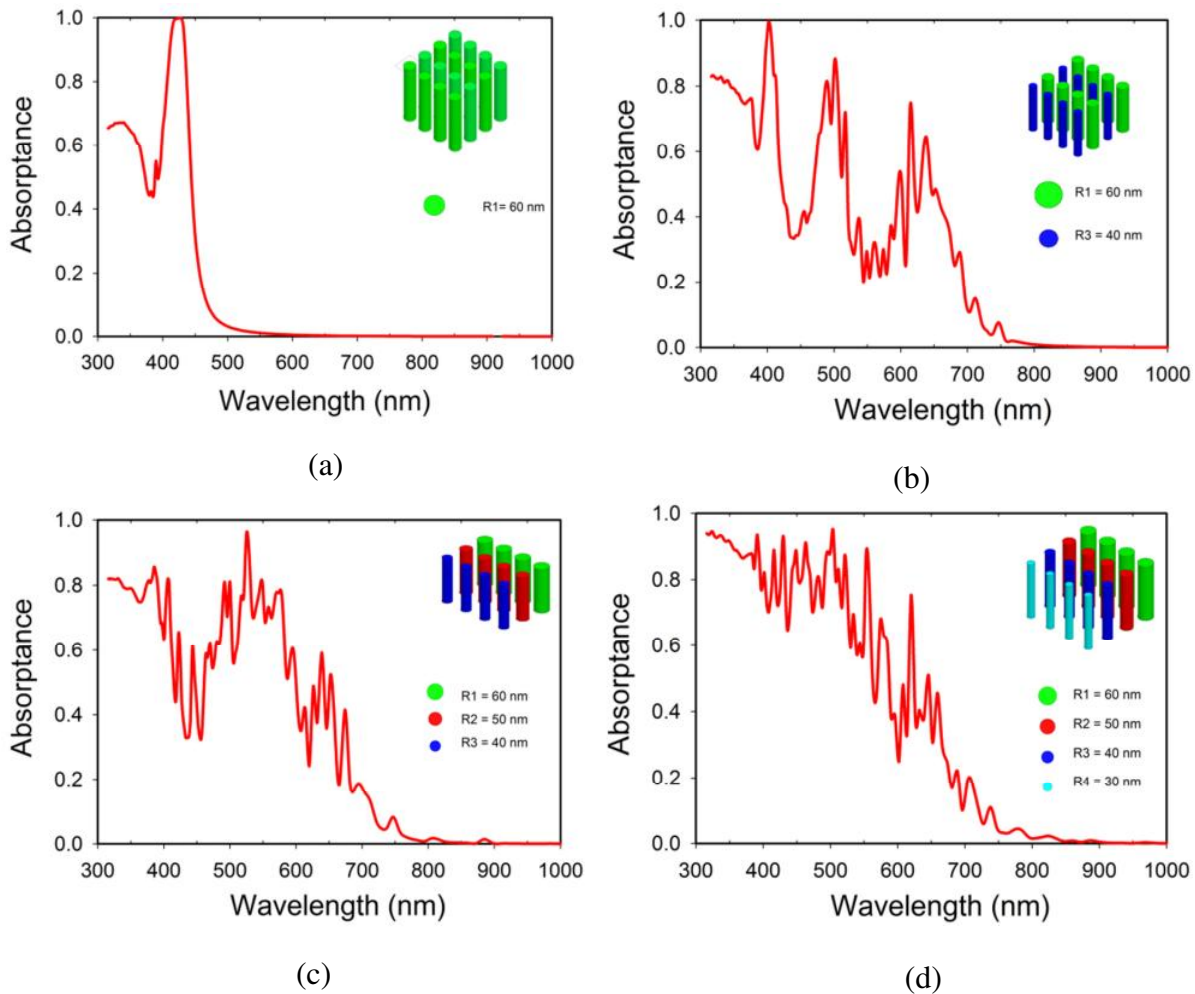 1.0
0.8
0.6
0.4
0.2
0.0
Absorptance
R1= 60 nm
300 400 500 600 700 800 900 1000
Wavelength (nm)
(a)
1.0
0.8
0.6
0.4
0.2
0.0
Absorptance
R1 = 60 nm
R3 = 40 nm
300 400 500 600 700 800 900 1000
Wavelength (nm)
(b)
1.0
0.8
0.6
0.4
0.2
0.0
Absorptance
R1 = 60 nm
R2 = 50 nm
R3 = 40 nm
300 400 500 600 700 800 900 1000
Wavelength (nm)
(c)
1.0
0.8
0.6
0.4
0.2
0.0
Absorptance
R1 = 60 nm
R2 = 50 nm
R3 = 40 nm
R4 = 30 nm
300 400 500 600 700 800 900 1000
Wavelength (nm)
(d)